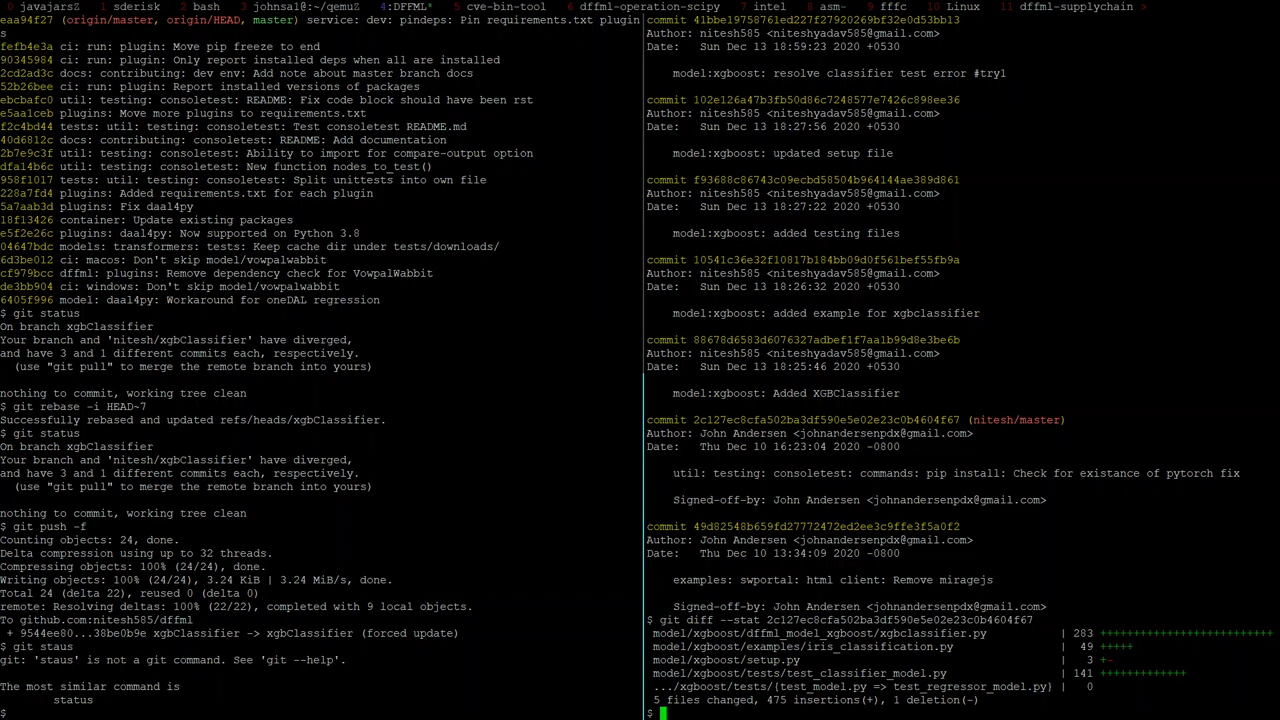 0 javajarsZ  1 sderisk  2 bash  3 johnsal@:~/qemuZ  4:DFFML*  5 cve-bin-tool  6 dffml-operation-scipy  7 intel  8 asm-  9 fffc  10 Linux  11 dffml-supplychain >
eaa94f27 (origin/master, origin/HEAD, master) service: dev: pindeps: Pin requirements.txt plugin
s
fefb4e3a ci: run: plugin: Move pip freeze to end
90345984 ci: run: plugin: Only report installed deps when all are installed
2cd2ad3c docs: contributing: dev env: Add note about master branch docs
52b26bee ci: run: plugin: Report installed versions of packages
ebcbafc0 util: testing: consoletest: README: Fix code block should have been rst
e5aa1ceb plugins: Move more plugins to requirements.txt
f2c4bd44 tests: util: testing: consoletest: Test consoletest README.md
40d6812c docs: contributing: consoletest: README: Add documentation
2b7e9c3f util: testing: consoletest: Ability to import for compare-output option
dfa14b6c util: testing: consoletest: New function nodes_to_test()
958f1017 tests: util: testing: consoletest: Split unittests into own file
228a7fd4 plugins: Added requirements.txt for each plugin
5a7aab3d plugins: Fix daal4py
18f13426 container: Update existing packages
e5f2e26c plugins: daal4py: Now supported on Python 3.8
04647bdc models: transformers: tests: Keep cache dir under tests/downloads/
6d3be012 ci: macos: Don't skip model/vowpalwabbit
cf979bcc dffml: plugins: Remove dependency check for VowpalWabbit
de3bb904 ci: windows: Don't skip model/vowpalwabbit
6405f996 model: daal4py: Workaround for oneDAL regression
$ git status
On branch xgbClassifier
Your branch and 'nitesh/xgbClassifier' have diverged,
and have 3 and 1 different commits each, respectively.
(use "git pull" to merge the remote branch into yours)
nothing to commit, working tree clean
$ git rebase -i HEAD~7
Successfully rebased and updated refs/heads/xgbClassifier.
$ git status
On branch xgbClassifier
Your branch and 'nitesh/xgbClassifier' have diverged,
and have 3 and 1 different commits each, respectively.
(use "git pull" to merge the remote branch into yours)
nothing to commit, working tree clean
$ git push -f
Counting objects: 24, done.
Delta compression using up to 32 threads.
Compressing objects: 100% (24/24), done.
Writing objects: 100% (24/24), 3.24 KiB | 3.24 MiB/s, done.
Total 24 (delta 22), reused 0 (delta 0)
remote: Resolving deltas: 100% (22/22), completed with 9 local objects.
To github.com:nitesh585/dffml
+ 9544ee80...38be0b9e xgbClassifier -> xgbClassifier (forced update)
$ git staus
git: 'staus' is not a git command. See 'git --help'.
The most similar command is
status
$
commit 41bbe19758761ed227f27920269bf32e0d53bb13
Author: nitesh585 <niteshyadav585@gmail.com>
Date:   Sun Dec 13 18:59:23 2020 +0530
model:xgboost: resolve classifier test error #try1
commit 102e126a47b3fb50d86c7248577e7426c898ee36
Author: nitesh585 <niteshyadav585@gmail.com>
Date:   Sun Dec 13 18:27:56 2020 +0530
model:xgboost: updated setup file
commit f93688c86743c09ecbd58504b964144ae389d861
Author: nitesh585 <niteshyadav585@gmail.com>
Date:   Sun Dec 13 18:27:22 2020 +0530
model:xgboost: added testing files
commit 10541c36e32f10817b184bb09d0f561bef55fb9a
Author: nitesh585 <niteshyadav585@gmail.com>
Date:   Sun Dec 13 18:26:32 2020 +0530
model:xgboost: added example for xgbclassifier
commit 88678d6583d6076327adbef1f7aa1b99d8e3be6b
Author: nitesh585 <niteshyadav585@gmail.com>
Date:   Sun Dec 13 18:25:46 2020 +0530
model:xgboost: Added XGBClassifier
commit 2c127ec8cfa502ba3df590e5e02e23c0b4604f67 (nitesh/master)
Author: John Andersen <johnandersenpdx@gmail.com>
Date:   Thu Dec 10 16:23:04 2020 -0800
util: testing: consoletest: commands: pip install: Check for existance of pytorch fix
Signed-off-by: John Andersen <johnandersenpdx@gmail.com>
commit 49d82548b659fd27772472ed2ee3c9ffe3f5a0f2
Author: John Andersen <johnandersenpdx@gmail.com>
Date:   Thu Dec 10 13:34:09 2020 -0800
examples: swportal: html client: Remove miragejs
Signed-off-by: John Andersen <johnandersenpdx@gmail.com>
$ git diff --stat 2c127ec8cfa502ba3df590e5e02e23c0b4604f67
model/xgboost/dffml_model_xgboost/xgbclassifier.py | 283 ++++++++++++++++++++++++++
model/xgboost/examples/iris_classification.py | 49 +++++
model/xgboost/setup.py | 3 +-
model/xgboost/tests/test_classifier_model.py | 141 +++++++++++++
.../xgboost/tests/{test_model.py => test_regressor_model.py} | 0
5 files changed, 475 insertions(+), 1 deletion(-)
$